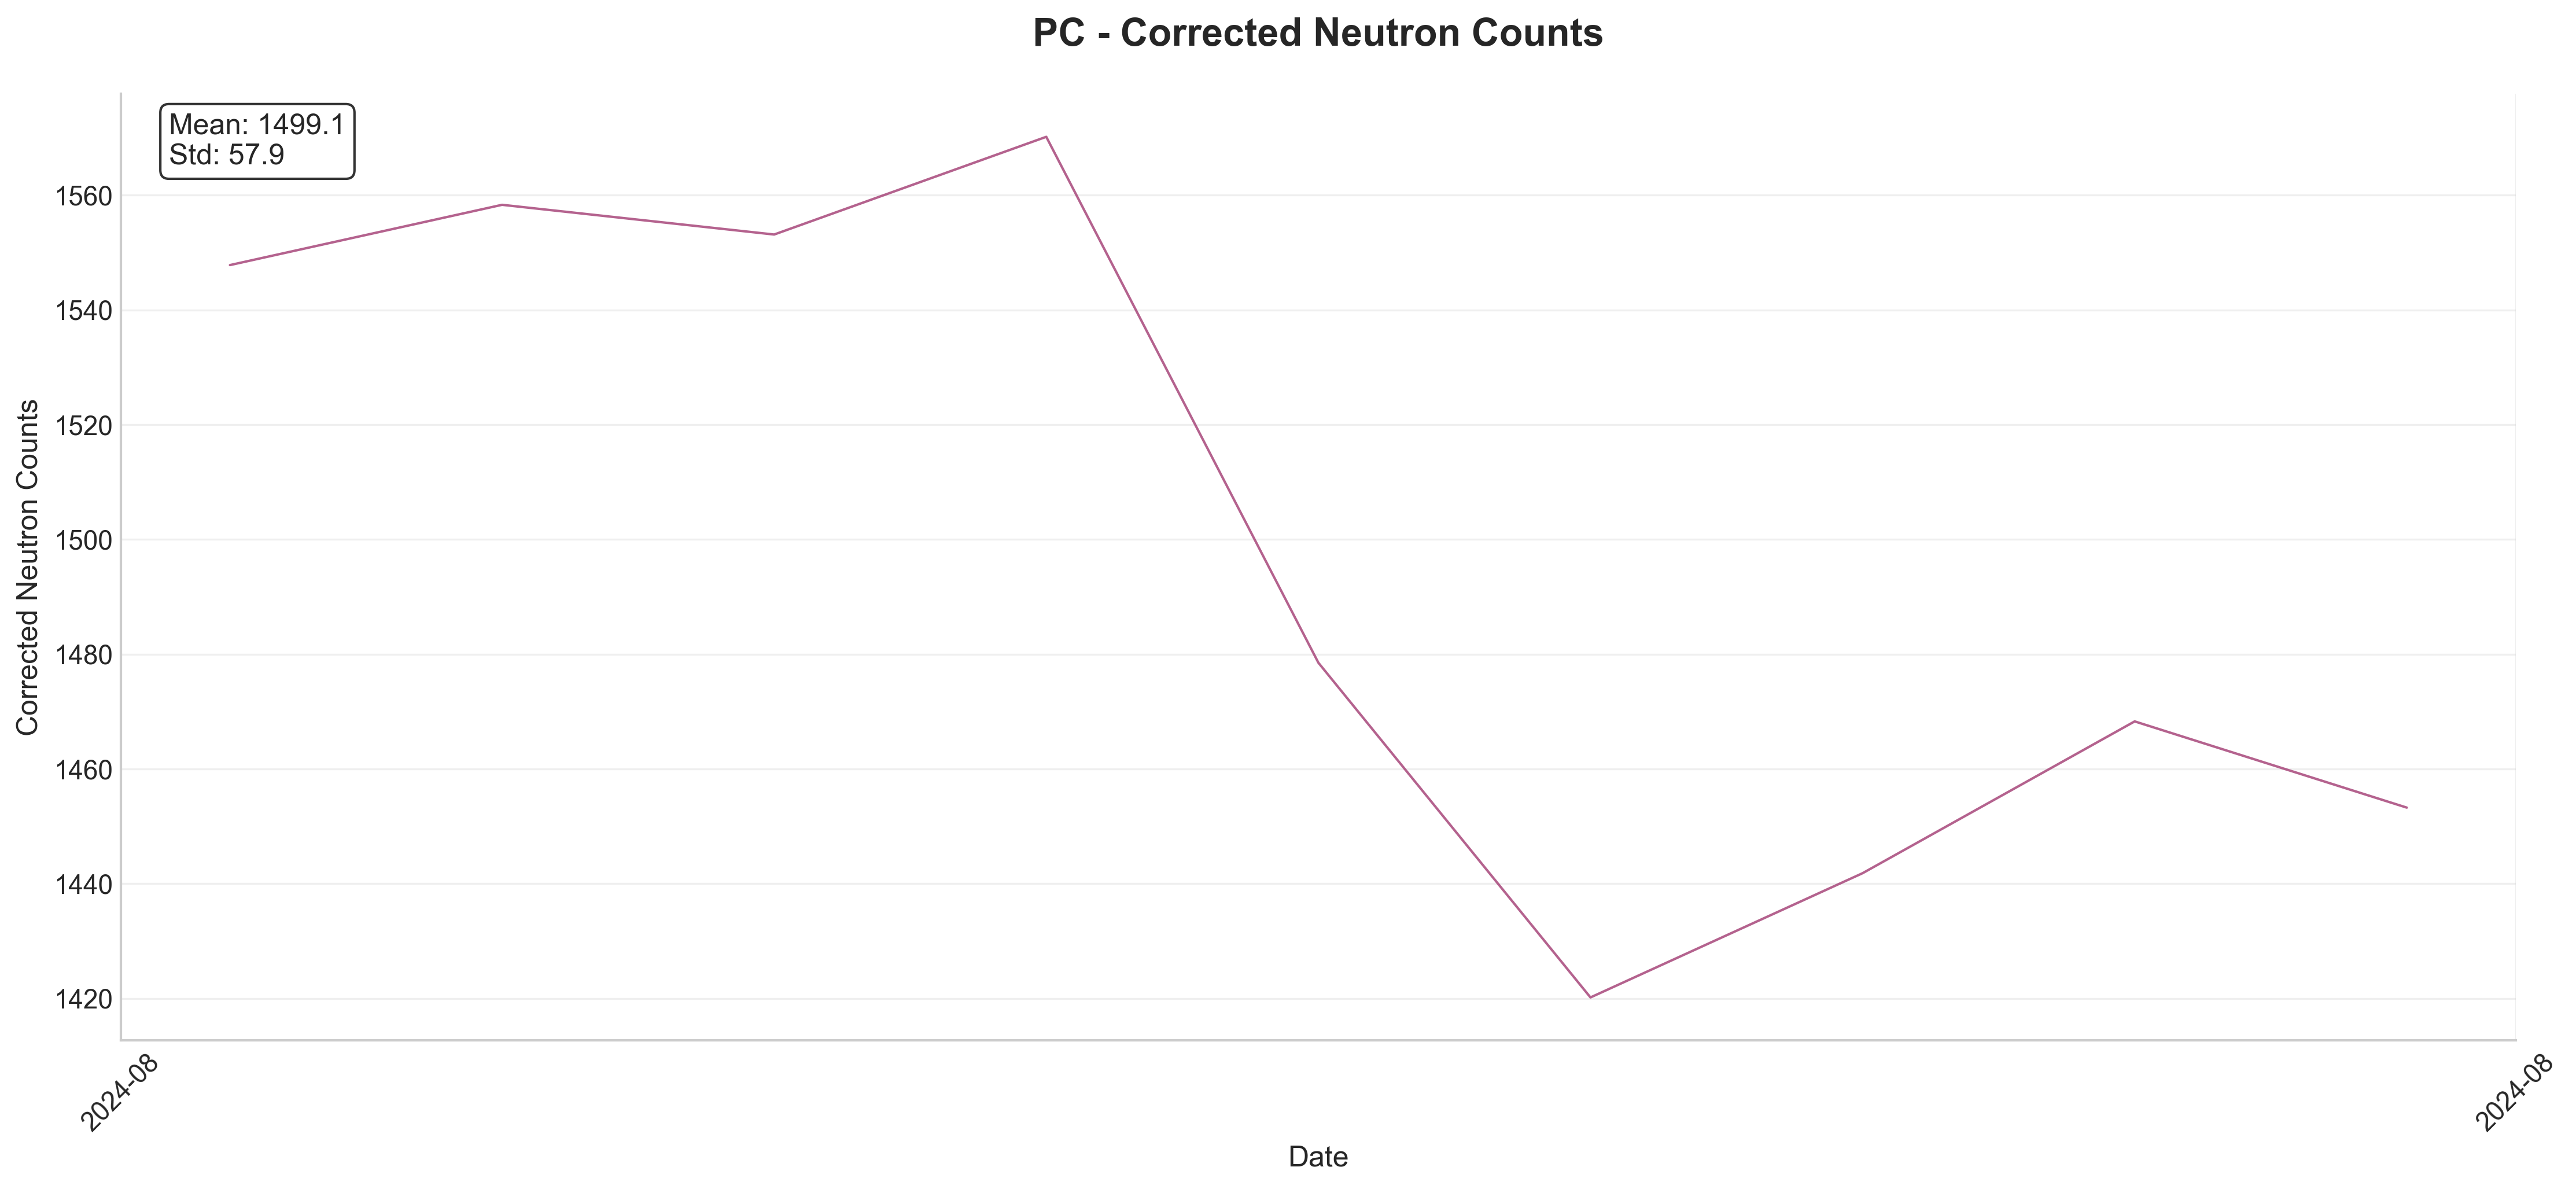 PC - Corrected Neutron Counts
Mean: 1499.1
Std: 57.9
1560
1540
1520
1500
1480
1460
1440
1420
Corrected Neutron Counts
2024-08
2024-08
Date